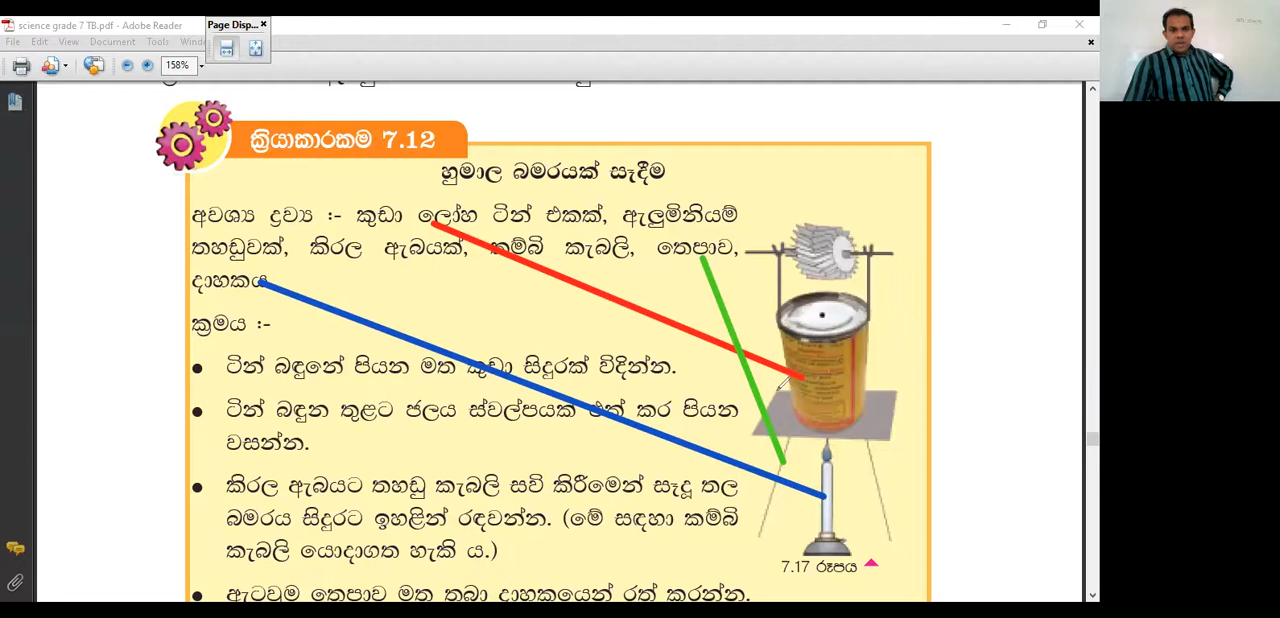 science grade 7 TB.pdf - Adobe Reader
Page Disp...
File Edit View Document Tools Wind
158%
ක්‍රියාකාරකම 7.12
හුමාල බමරයක් සෑදීම
අවශ්‍ය ද්‍රව්‍ය :- කුඩා ලෝහ ටින් එකක්, ඇලුමිනියම්
තහඩුවක්, කිරල ඇබයක්, කම්බි කැබලි, තෙපාව,
දාහකය
ක්‍රමය :-
● ටින් බඳුනේ පියන මත කුඩා සිදුරක් විදින්න.
● ටින් බඳුන තුළට ජලය ස්වල්පයක් එක් කර පියන
වසන්න.
● කිරල ඇබයට තහඩු කැබලි සවි කිරීමෙන් සෑදූ තල
බමරය සිදුරට ඉහළින් රඳවන්න. (මේ සඳහා කම්බි
කැබලි යොදාගත හැකි ය.)
7.17 රූපය
● ඇටවුම තෙපාව මත තබා දාහකයෙන් රත් කරන්න.